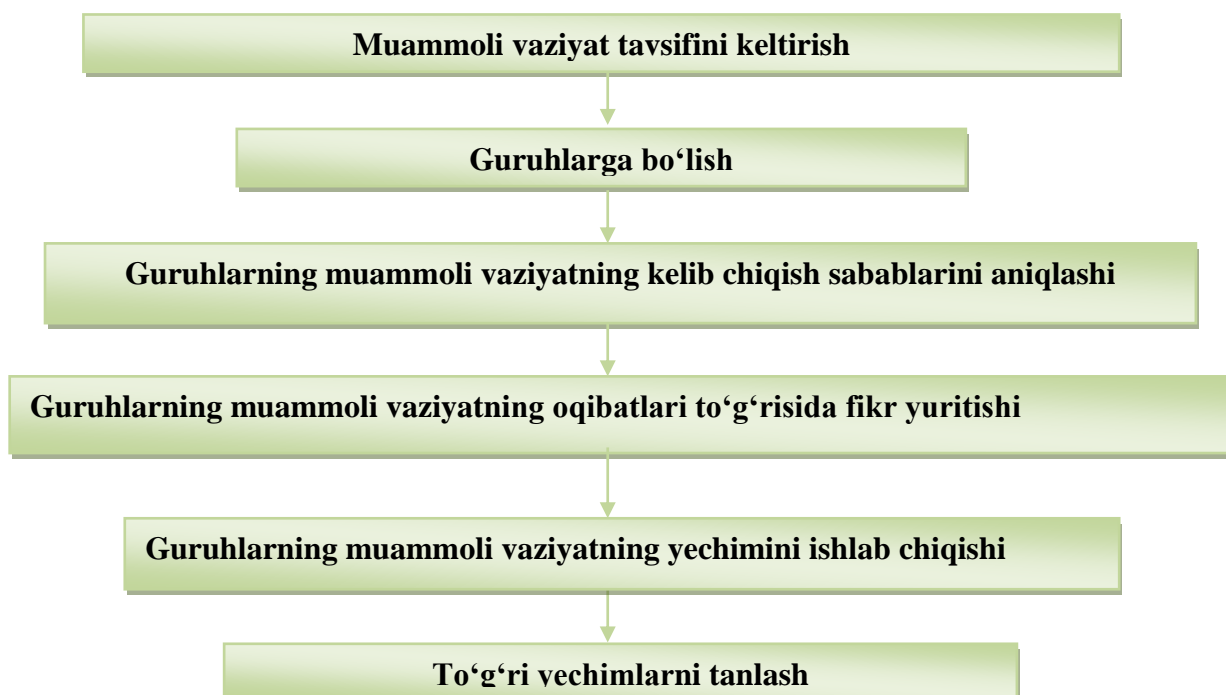 Muammoli vaziyat tavsifini keltirish
Guruhlarga bo‘lish
Guruhlarning muammoli vaziyatning kelib chiqish sabablarini aniqlashi
Guruhlarning muammoli vaziyatning oqibatlari to‘g‘risida fikr yuritishi
Guruhlarning muammoli vaziyatning yechimini ishlab chiqishi
To‘g‘ri yechimlarni tanlash